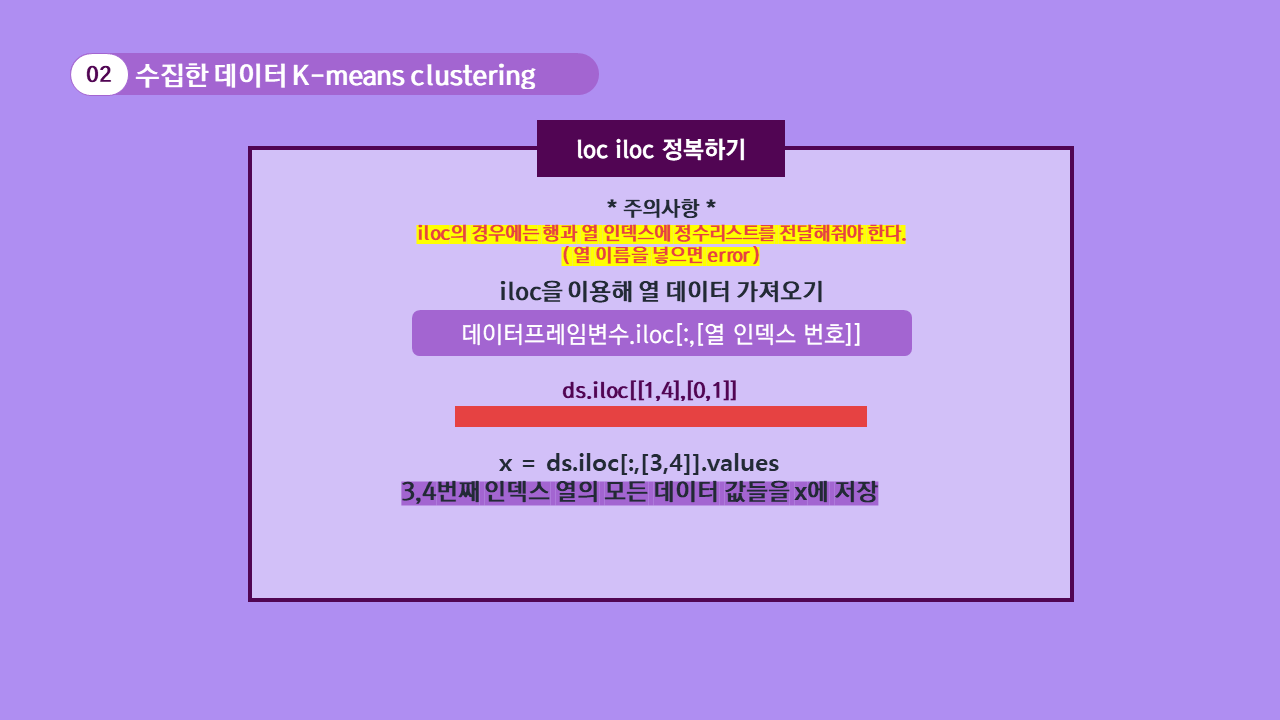 02 수집한 데이터 K-means clustering
loc iloc 정복하기
* 주의사항 *
iloc의 경우에는 행과 열 인덱스에 정수리스트를 전달해줘야 한다.
( 열 이름을 넣으면 error )
iloc을 이용해 열 데이터 가져오기
데이터프레임변수.iloc[:,[열 인덱스 번호]]
ds.iloc[[1,4],[0,1]]
x = ds.iloc[:,[3,4]].values
3,4번째 인덱스 열의 모든 데이터 값들을 x에 저장